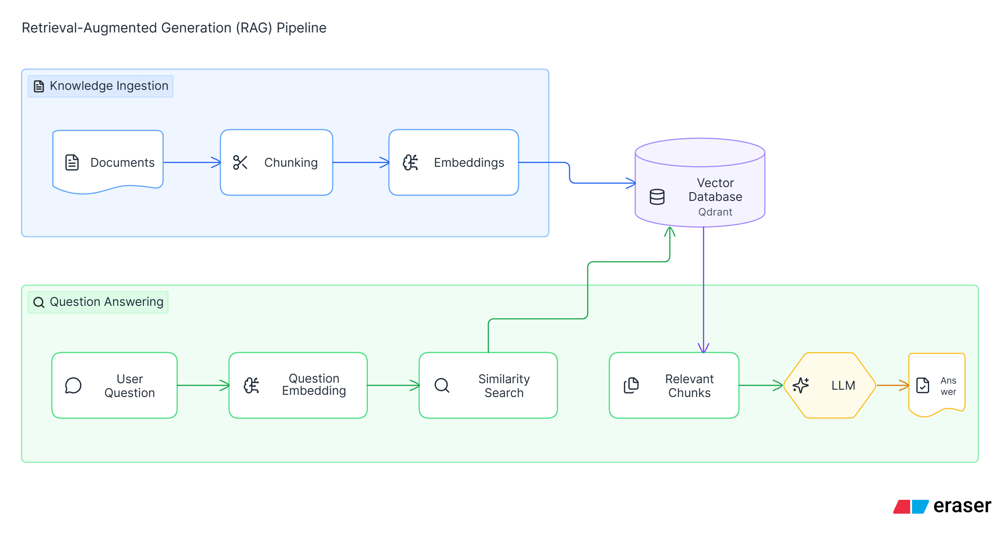 Retrieval-Augmented Generation (RAG) Pipeline
Knowledge Ingestion
Documents
Chunking
Embeddings
Vector
Database
Qdrant
Question Answering
User
Question
Question
Embedding
Similarity
Search
Relevant
Chunks
LLM
Ans
wer
eraser